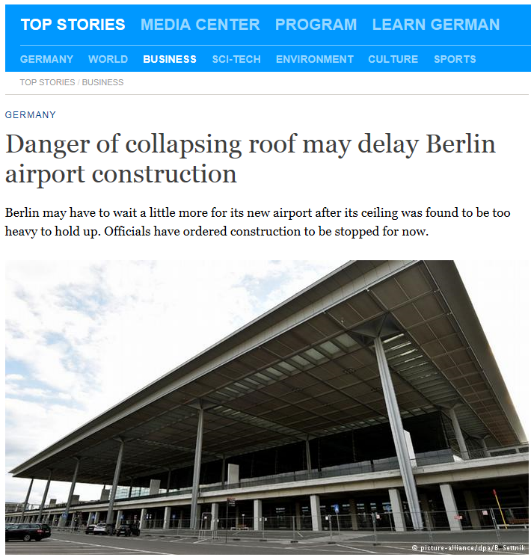 TOP STORIES MEDIA CENTER PROGRAM LEARN GERMAN
GERMANY WORLD BUSINESS SCI-TECH ENVIRONMENT CULTURE SPORTS
TOP STORIES / BUSINESS
GERMANY
Danger of collapsing roof may delay Berlin
airport construction
Berlin may have to wait a little more for its new airport after its ceiling was found to be too
heavy to hold up. Officials have ordered construction to be stopped for now.
© picture-alliance/dpa/B. Settnik